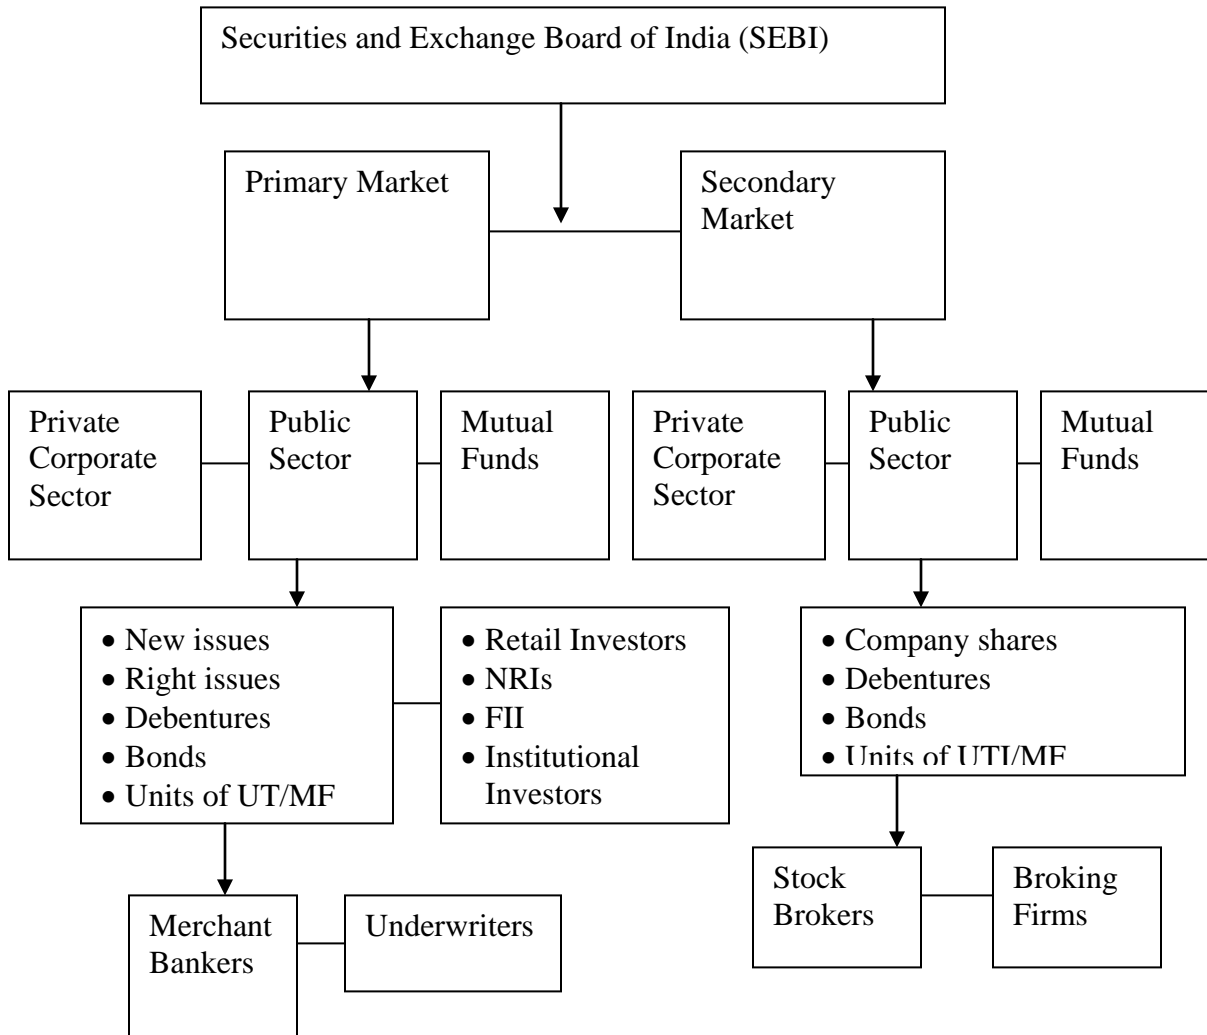 Securities and Exchange Board of India (SEBI)
Primary Market
Secondary
Market
Private
Corporate
Sector
Public
Sector
Mutual
Funds
Private
Corporate
Sector
Public
Sector
Mutual
Funds
• New issues
• Right issues
• Debentures
• Bonds
• Units of UT/MF
• Retail Investors
• NRIs
• FII
• Institutional
Investors
• Company shares
• Debentures
• Bonds
• Units of UTI/MF
Merchant
Bankers
Underwriters
Stock
Brokers
Broking
Firms